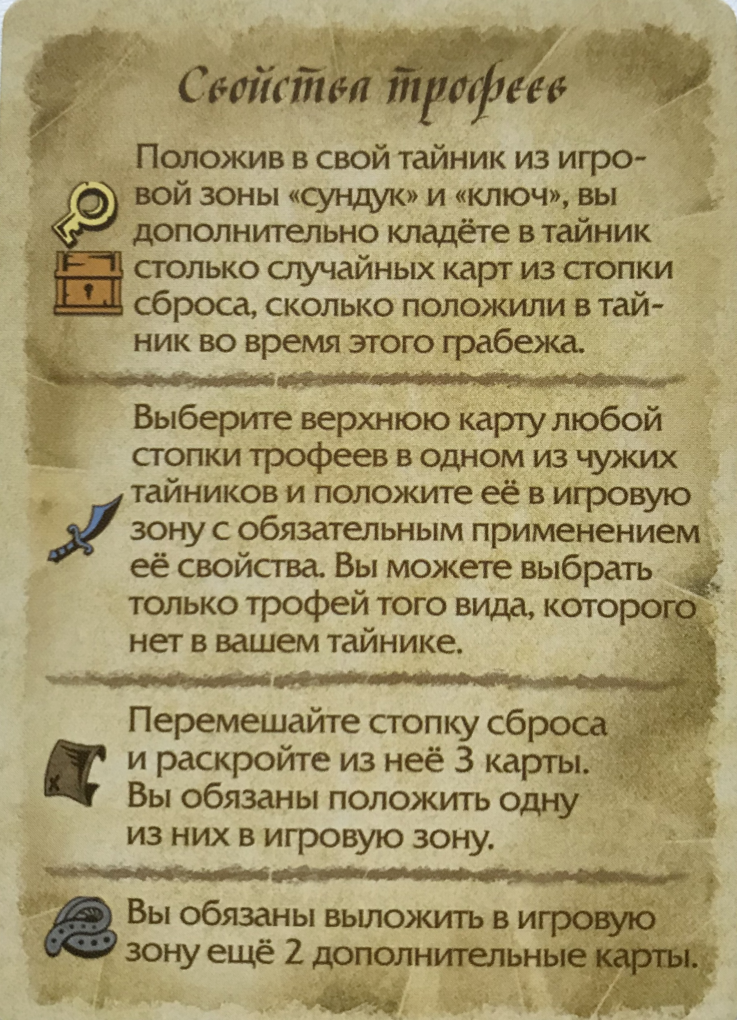 Свойства трофеев
Положив в свой тайник из игро-
вой зоны «сундук» и «ключ», вы
дополнительно кладёте в тайник
столько случайных карт из стопки
сброса, сколько положили в тай-
ник во время этого грабежа.
Выберите верхнюю карту любой
стопки трофеев в одном из чужих
тайников и положите её в игровую
зону с обязательным применением
её свойства. Вы можете выбрать
только трофей того вида, которого
нет в вашем тайнике.
Перемешайте стопку сброса
и раскройте из неё 3 карты.
Вы обязаны положить одну
из них в игровую зону.
Вы обязаны выложить в игровую
зону ещё 2 дополнительные карты.